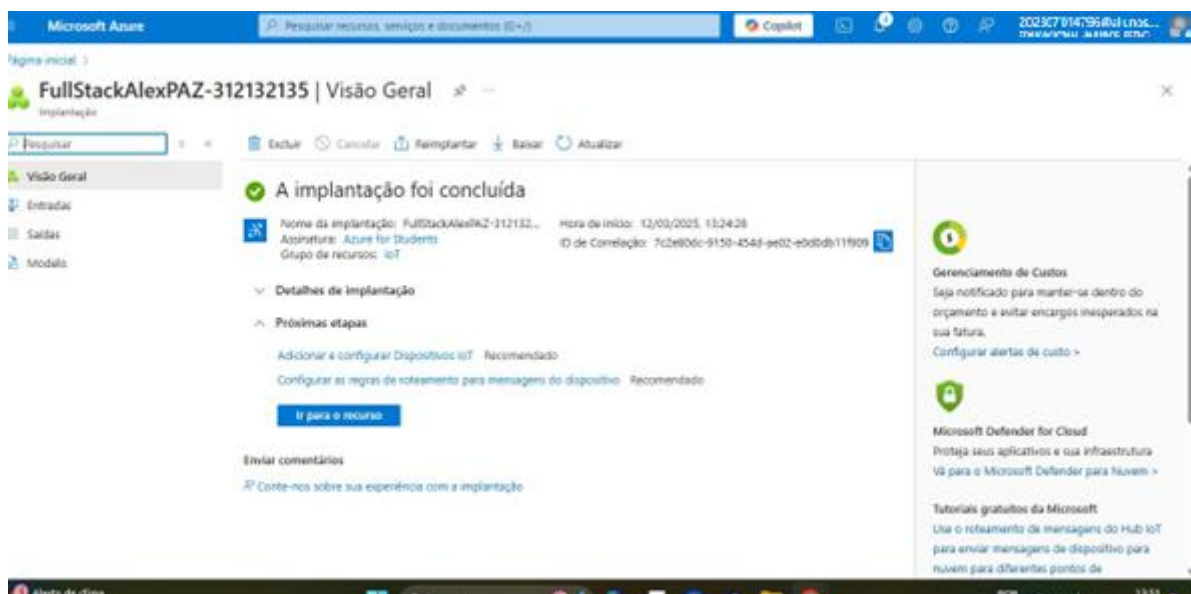 Microsoft Azure
Pesquisar recursos, serviços e documentos (G+/)
Copilot
Página inicial >
FullStackAlexPAZ-312132135 | Visão Geral
Implantação
Pesquisar
Excluir Cancelar Reimplantar Baixar Atualizar
Visão Geral
Entradas
Saídas
Modelo
A implantação foi concluída
Nome da implantação: FullStackAlexPAZ-312132...
Assinatura: Azure for Students
Grupo de recursos: IoT
Hora de início: 12/03/2025, 13:24:28
ID de Correlação:
Detalhes de implantação
Próximas etapas
Adicionar e configurar Dispositivos IoT Recomendado
Configurar as regras de roteamento para mensagens do dispositivo Recomendado
Ir para o recurso
Enviar comentários
Conte-nos sobre sua experiência com a implantação
Gerenciamento de Custos
Seja notificado para manter-se dentro do
orçamento e evitar encargos inesperados na
sua fatura.
Configurar alertas de custo >
Microsoft Defender for Cloud
Proteja seus aplicativos e sua infraestrutura
Vá para o Microsoft Defender para Nuvem >
Tutoriais gratuitos da Microsoft
Use o roteamento de mensagens do Hub IoT
para enviar mensagens de dispositivo para
nuvem para diferentes pontos de
Alerta de clima
13:51